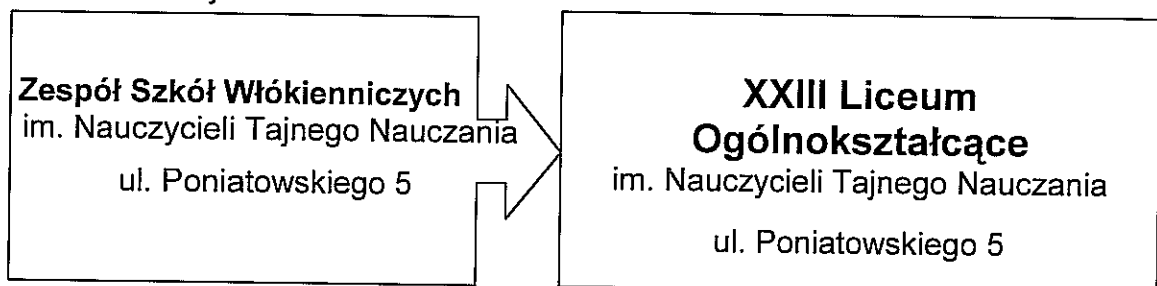 Zespół Szkół Włókienniczych
im. Nauczycieli Tajnego Nauczania
ul. Poniatowskiego 5
XXIII Liceum
Ogólnokształcące
im. Nauczycieli Tajnego Nauczania
ul. Poniatowskiego 5